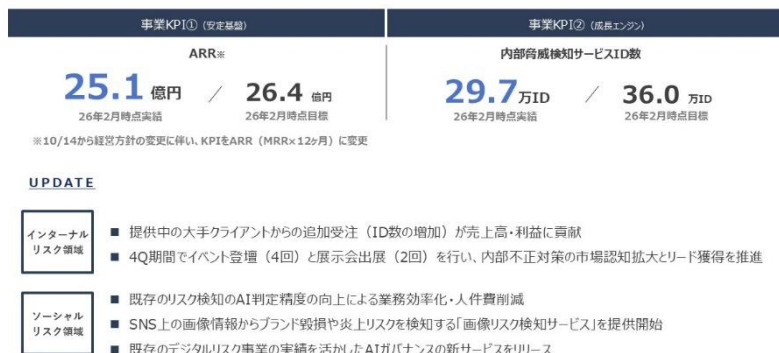 事業KPI①（安定基盤）
事業KPI②（成長エンジン）
ARR※
内部脅威検知サービスID数
25.1 億円 / 26.4 億円
29.7万ID / 36.0 万ID
26年2月時点実績
26年2月時点目標
26年2月時点実績
26年2月時点目標
※10/14から経営方針の変更に伴い、KPIをARR（MRR×12ヶ月）に変更
UPDATE
インターナル
リスク領域
■ 提供中の大手クライアントからの追加受注（ID数の増加）が売上高・利益に貢献
■ 4Q期間でイベント登壇（4回）と展示会出展（2回）を行い、内部不正対策の市場認知拡大とリード獲得を推進
ソーシャル
リスク領域
■ 既存のリスク検知のAI判定精度の向上による業務効率化・人件費削減
■ SNS上の画像情報からブランド毀損や炎上リスクを検知する「画像リスク検知サービス」を提供開始
■ 既存のデジタルリスク事業の実績を活かしたAIガバナンスの新サービスをリリース